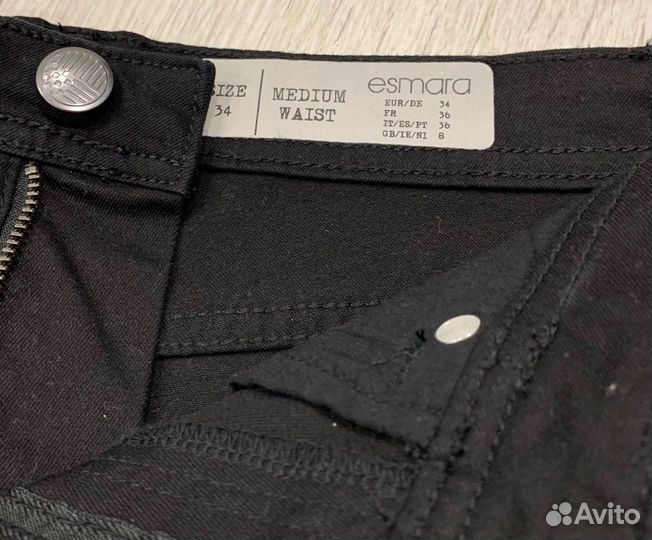 SIZE
34
MEDIUM
WAIST
esmara
EUR/DE 34
FR 36
IT/ES/PT 36
GB/IE/NI 8
Avito